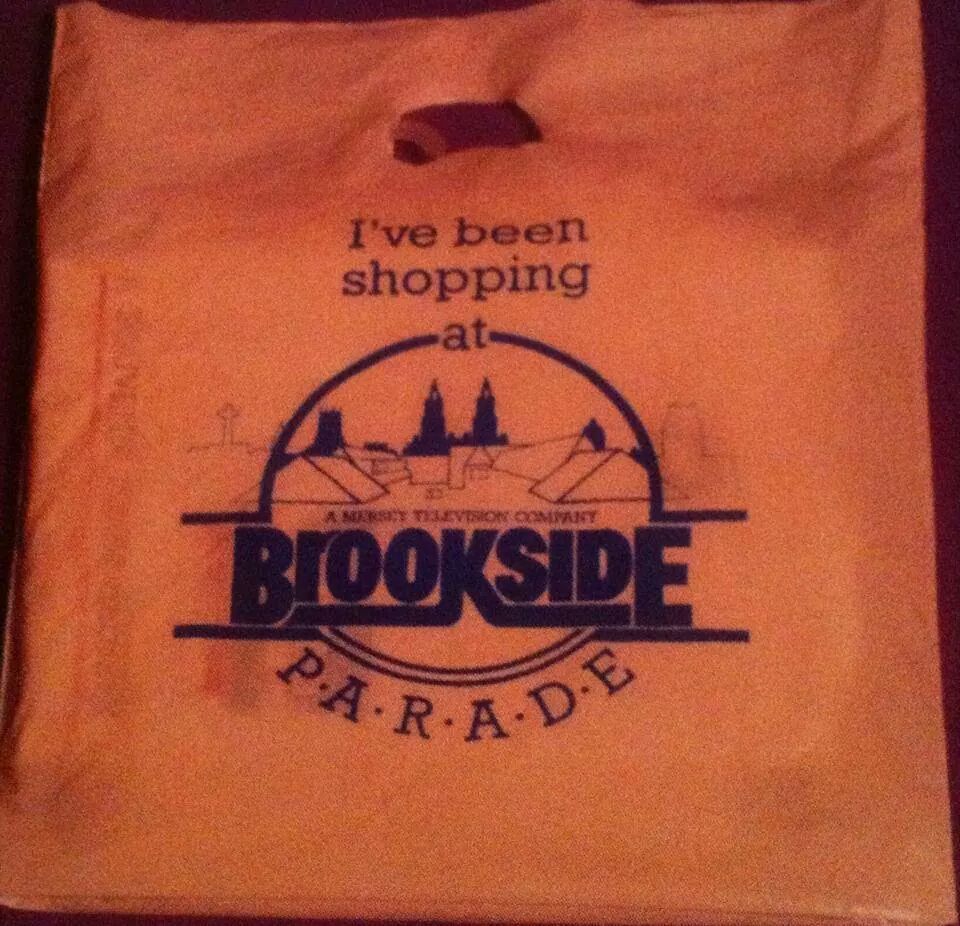 I've been
shopping
at
A MERSEY TELEVISION COMPANY
BrOOKSIDE
P·A·R·A·D·E